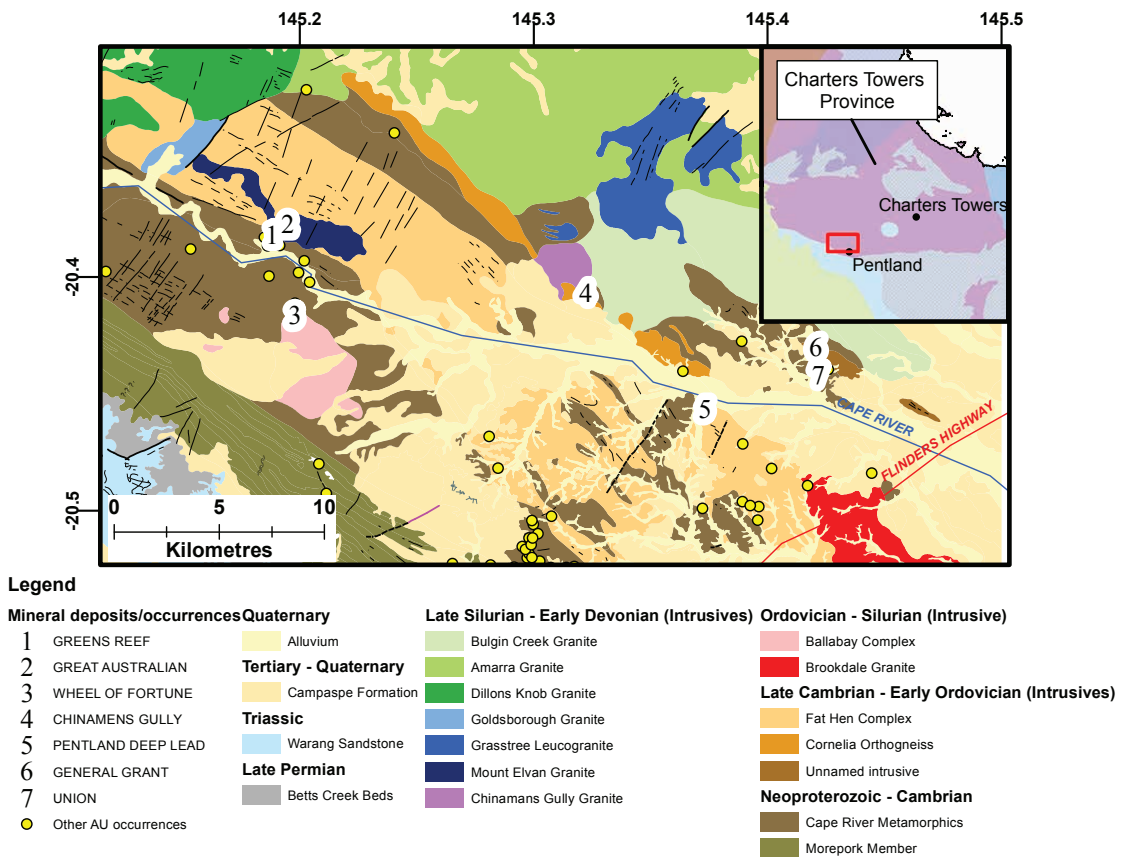 145.2 145.3 145.4 145.5
Charters Towers
Province
Charters Towers
Pentland
-20.4
-20.5
1
2
3
4
5
6
7
CAPE RIVER
FLINDERS HIGHWAY
0 5 10
Kilometres
Legend
Mineral deposits/occurrences
1 GREENS REEF
2 GREAT AUSTRALIAN
3 WHEEL OF FORTUNE
4 CHINAMENS GULLY
5 PENTLAND DEEP LEAD
6 GENERAL GRANT
7 UNION
Other AU occurrences
Quaternary
Alluvium
Tertiary - Quaternary
Campaspe Formation
Triassic
Warang Sandstone
Late Permian
Betts Creek Beds
Late Silurian - Early Devonian (Intrusives)
Bulgin Creek Granite
Amarra Granite
Dillons Knob Granite
Goldsborough Granite
Grasstree Leucogranite
Mount Elvan Granite
Chinamans Gully Granite
Ordovician - Silurian (Intrusive)
Ballabay Complex
Brookdale Granite
Late Cambrian - Early Ordovician (Intrusives)
Fat Hen Complex
Cornelia Orthogneiss
Unnamed intrusive
Neoproterozoic - Cambrian
Cape River Metamorphics
Morepok Member